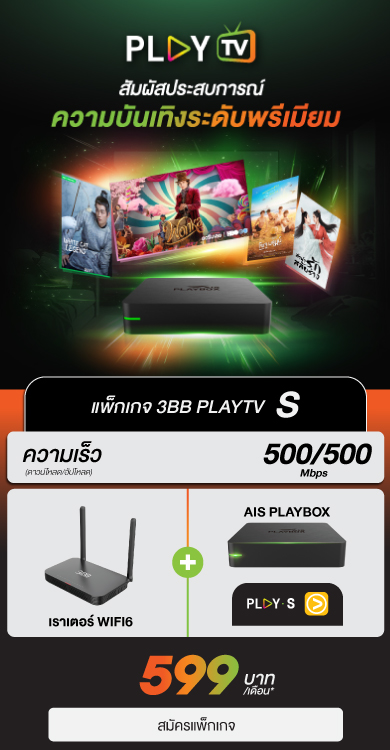 PLAY TV
สัมผัสประสบการณ์
ความบันเทิงระดับพรีเมียม
PLAYBOX
แพ็กเกจ 3BB PLAYTV S
ความเร็ว
(ดาวน์โหลด/อัปโหลด)
500/500
Mbps
3BB
เราเตอร์ WIFI6
+
AIS PLAYBOX
PLAYBOX
PLAY · S
599 บาท
/เดือน*
สมัครแพ็กเกจ